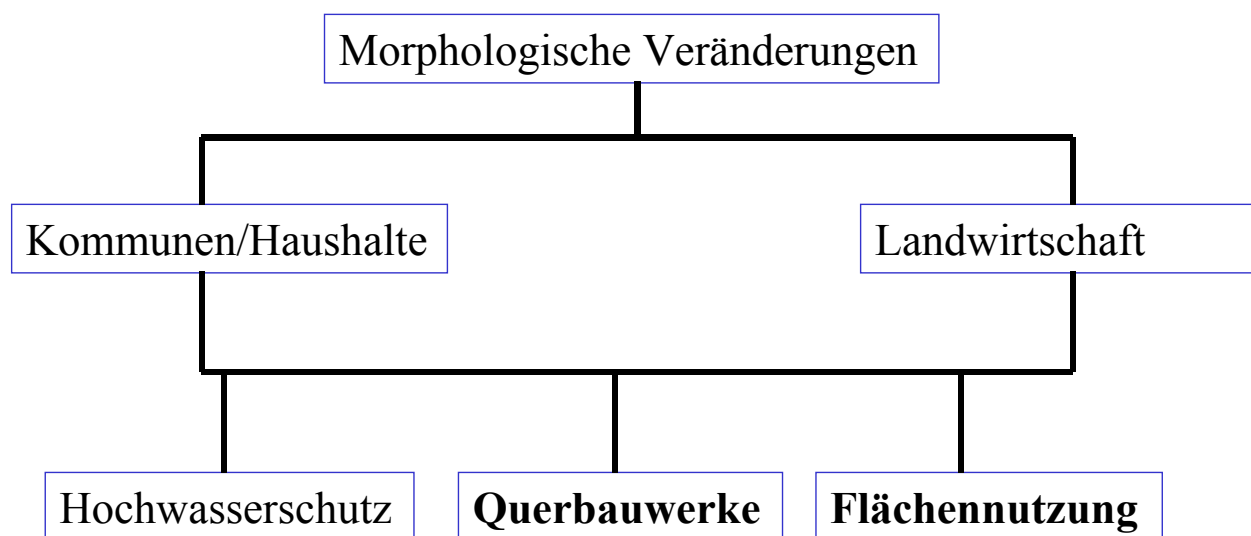 Morphologische Veränderungen
Kommunen/Haushalte
Landwirtschaft
Hochwasserschutz
Querbauwerke
Flächennutzung